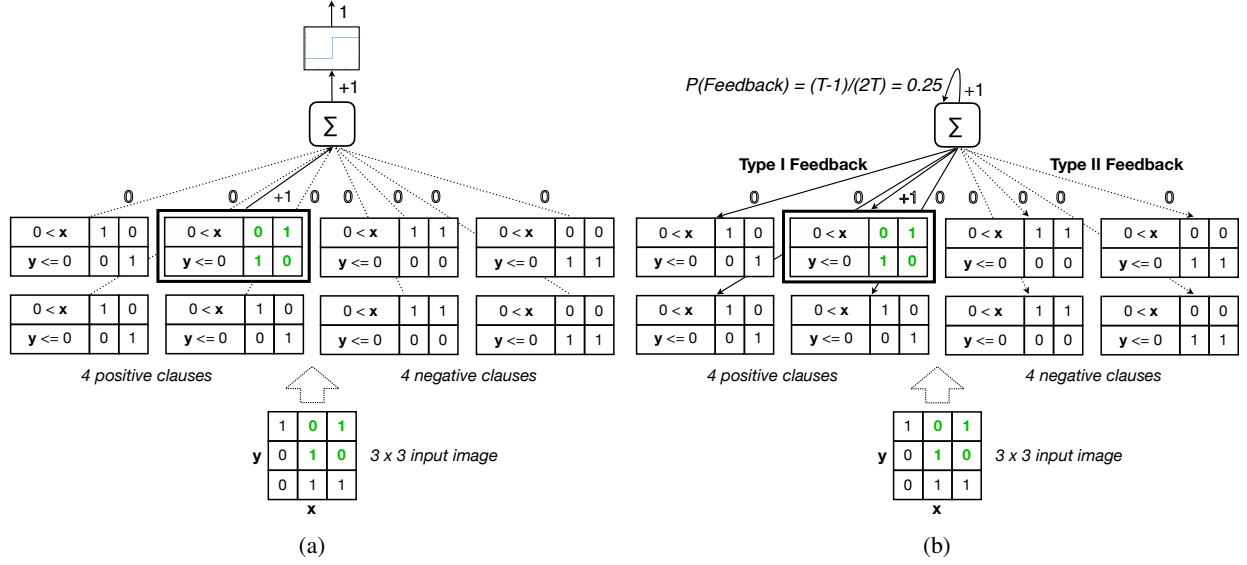 1
+1
∑
0 0 +1 0 0 0 0 0
0 < x 1 0
y <= 0 0 1
0 < x 0 1
y <= 0 1 0
0 < x 1 1
y <= 0 0 0
0 < x 0 0
y <= 0 1 1
0 < x 1 0
y <= 0 0 1
0 < x 1 0
y <= 0 0 1
0 < x 1 1
y <= 0 0 0
0 < x 0 0
y <= 0 1 1
4 positive clauses
4 negative clauses
1 0 1
y 0 1 0 3 x 3 input image
0 1 1
x
(a)
P(Feedback) = (T-1)/(2T) = 0.25
+1
∑
Type I Feedback
Type II Feedback
0 0 +1 0 0 0 0 0
0 < x 1 0
y <= 0 0 1
0 < x 0 1
y <= 0 1 0
0 < x 1 1
y <= 0 0 0
0 < x 0 0
y <= 0 1 1
0 < x 1 0
y <= 0 0 1
0 < x 1 0
y <= 0 0 1
0 < x 1 1
y <= 0 0 0
0 < x 0 0
y <= 0 1 1
4 positive clauses
4 negative clauses
1 0 1
y 0 1 0 3 x 3 input image
0 1 1
x
(b)